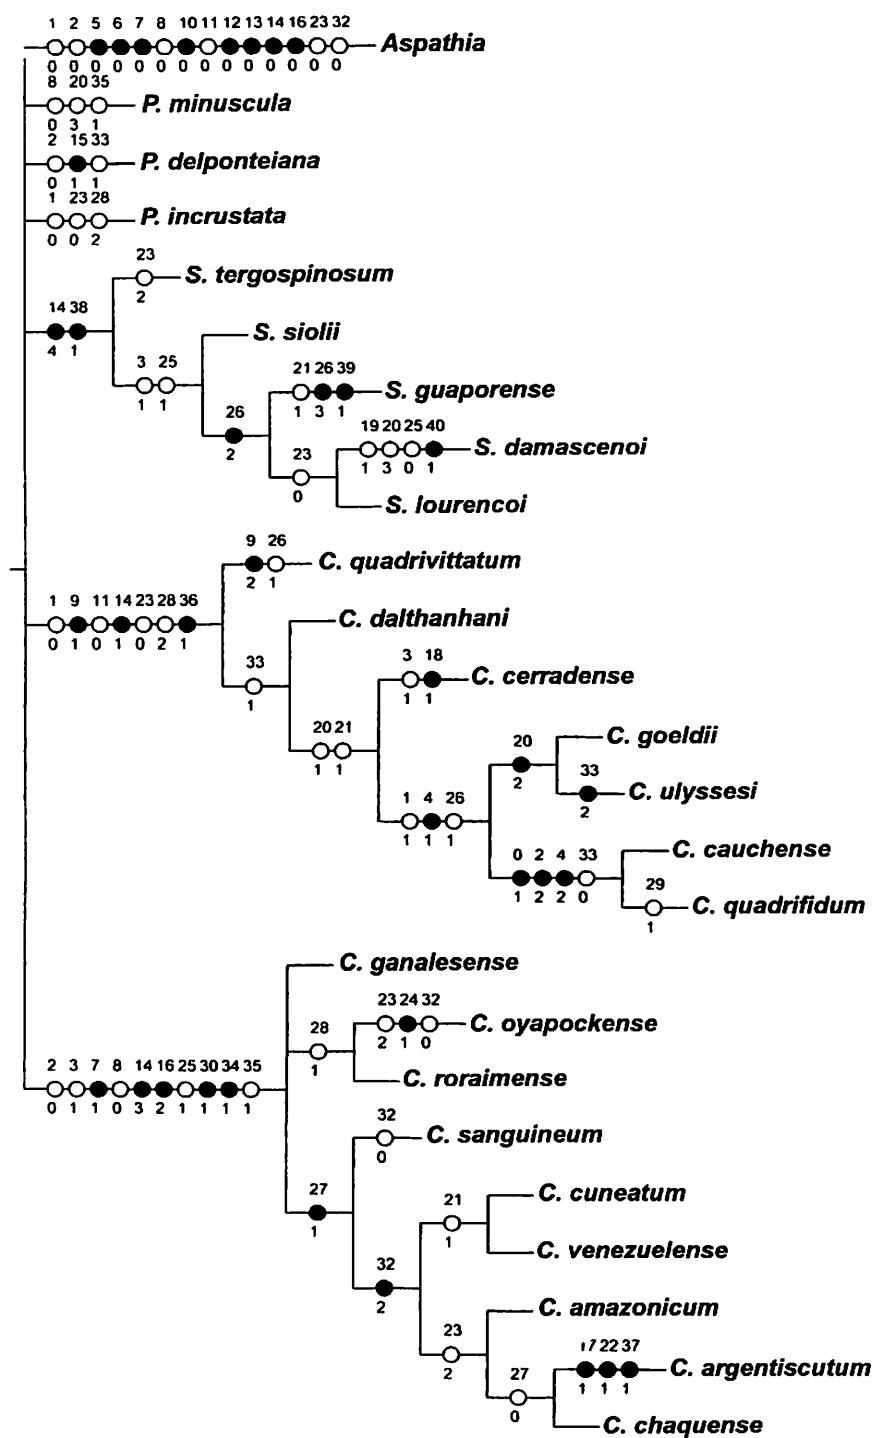 1 2 5 6 7 8 10 11 12 13 14 16 23 32
Aspathia
0 0 0 0 0 0 0 0 0 0 0 0 0 0
8 20 35
P. minuscula
0 3 1
2 15 33
P. delponteiana
0 1 1
1 23 28
P. incrustata
0 0 2
23
S. tergospinosum
2
14 38
4 1
S. siolii
3 25
1 1
21 26 39
S. guaporense
1 3 1
26
2
19 20 25 40
S. damascenoi
1 3 0 1
23
0
S. lourencoi
9 26
C. quadrivittatum
2 1
1 9 11 14 23 28 36
0 1 0 1 0 2 1
C. dalthanhani
33
1
3 18
C. cerradense
1 1
20 21
1 1
20
C. goeldii
2
33
C. ulyssesi
2
1 4 26
1 1 1
C. cauchense
0 2 4 33
1 2 2 0
29
C. quadrifidum
1
C. ganalesense
23 24 32
C. oyapockense
2 1 0
28
1
C. roraimense
2 3 7 8 14 16 25 30 34 35
0 1 1 0 3 2 1 1 1 1
32
C. sanguineum
0
27
1
C. cuneatum
21
1
C. venezuelense
32
2
C. amazonicum
23
2
17 22 37
C. argentiscutum
1 1 1
27
0
C. chaquense